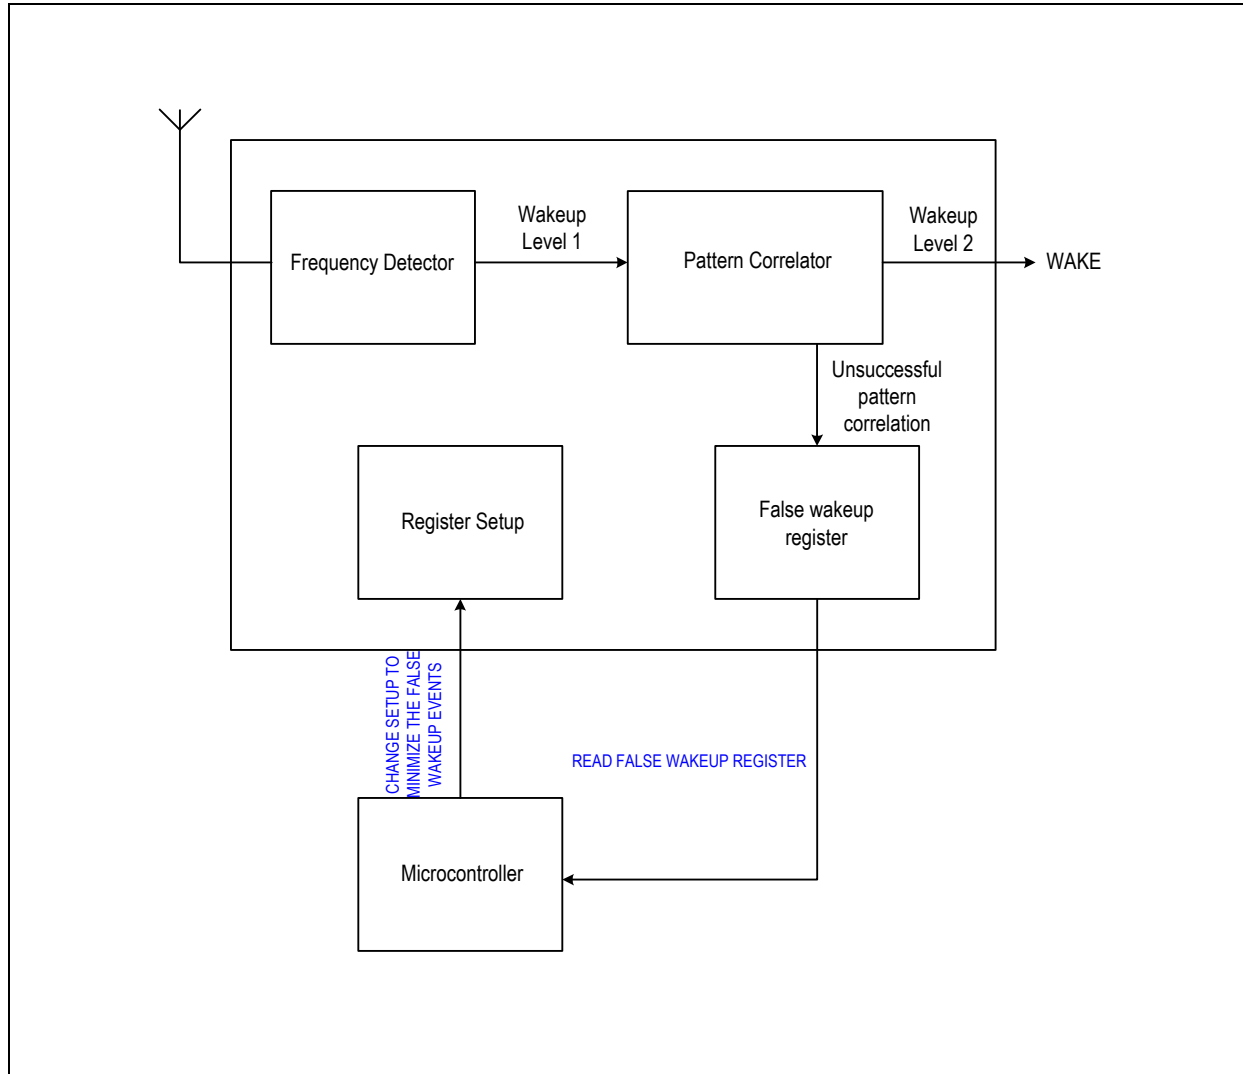 Wakeup
Level 1
Wakeup
Level 2
Frequency Detector
Pattern Correlator
WAKE
Unsuccessful
pattern
correlation
Register Setup
False wakeup
register
CHANGE SETUP TO
MINIMIZE THE FALSE
WAKEUP EVENTS
READ FALSE WAKEUP REGISTER
Microcontroller